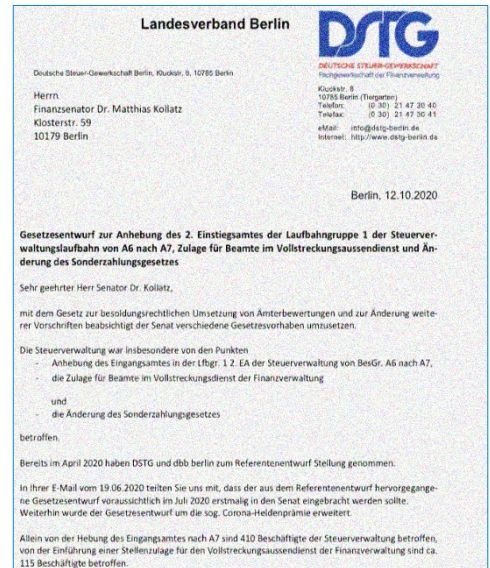 Landesverband Berlin
DSTG
DEUTSCHE STEUER-GEWERKSCHAFT
Fachgewerkschaft der Finanzverwaltung
Deutsche Steuer-Gewerkschaft Berlin, Kluckstr. 8, 10785 Berlin
Kluckstr. 8
10785 Berlin (Tiergarten)
Telefon: (0 30) 21 47 30 40
Telefax: (0 30) 21 47 30 41
eMail: info@dstg-berlin.de
Internet: http://www.dstg-berlin.de
Herrn
Finanzsenator Dr. Matthias Kollatz
Klosterstr. 59
10179 Berlin
Berlin, 12.10.2020
Gesetzesentwurf zur Anhebung des 2. Einstiegsamtes der Laufbahngruppe 1 der Steuerver-
waltungslaufbahn von A6 nach A7, Zulage für Beamte im Vollstreckungsaussendienst und Än-
derung des Sonderzahlungsgesetzes
Sehr geehrter Herr Senator Dr. Kollatz,
mit dem Gesetz zur besoldungsrechtlichen Umsetzung von Ämterbewertungen und zur Änderung weite-
rer Vorschriften beabsichtigt der Senat verschiedene Gesetzesvorhaben umzusetzen.
Die Steuerverwaltung war insbesondere von den Punkten
- Anhebung des Eingangsamtes in der Lfbgr. 1 2. EA der Steuerverwaltung von BesGr. A6 nach A7,
- die Zulage für Beamte im Vollstreckungsdienst der Finanzverwaltung
und
- die Änderung des Sonderzahlungsgesetzes
betroffen.
Bereits im April 2020 haben DSTG und dbb berlin zum Referentenentwurf Stellung genommen.
In Ihrer E-Mail vom 19.06.2020 teilten Sie uns mit, dass der aus dem Referentenentwurf hervorgegange-
ne Gesetzesentwurf voraussichtlich im Juli 2020 erstmalig in den Senat eingebracht werden sollte.
Weiterhin wurde der Gesetzesentwurf um die sog. Corona-Heldenprämie erweitert.
Allein von der Hebung des Eingangsamtes nach A7 sind 410 Beschäftigte der Steuerverwaltung betroffen,
von der Einführung einer Stellenzulage für den Vollstreckungsaussendienst der Finanzverwaltung sind ca.
115 Beschäftigte betroffen.